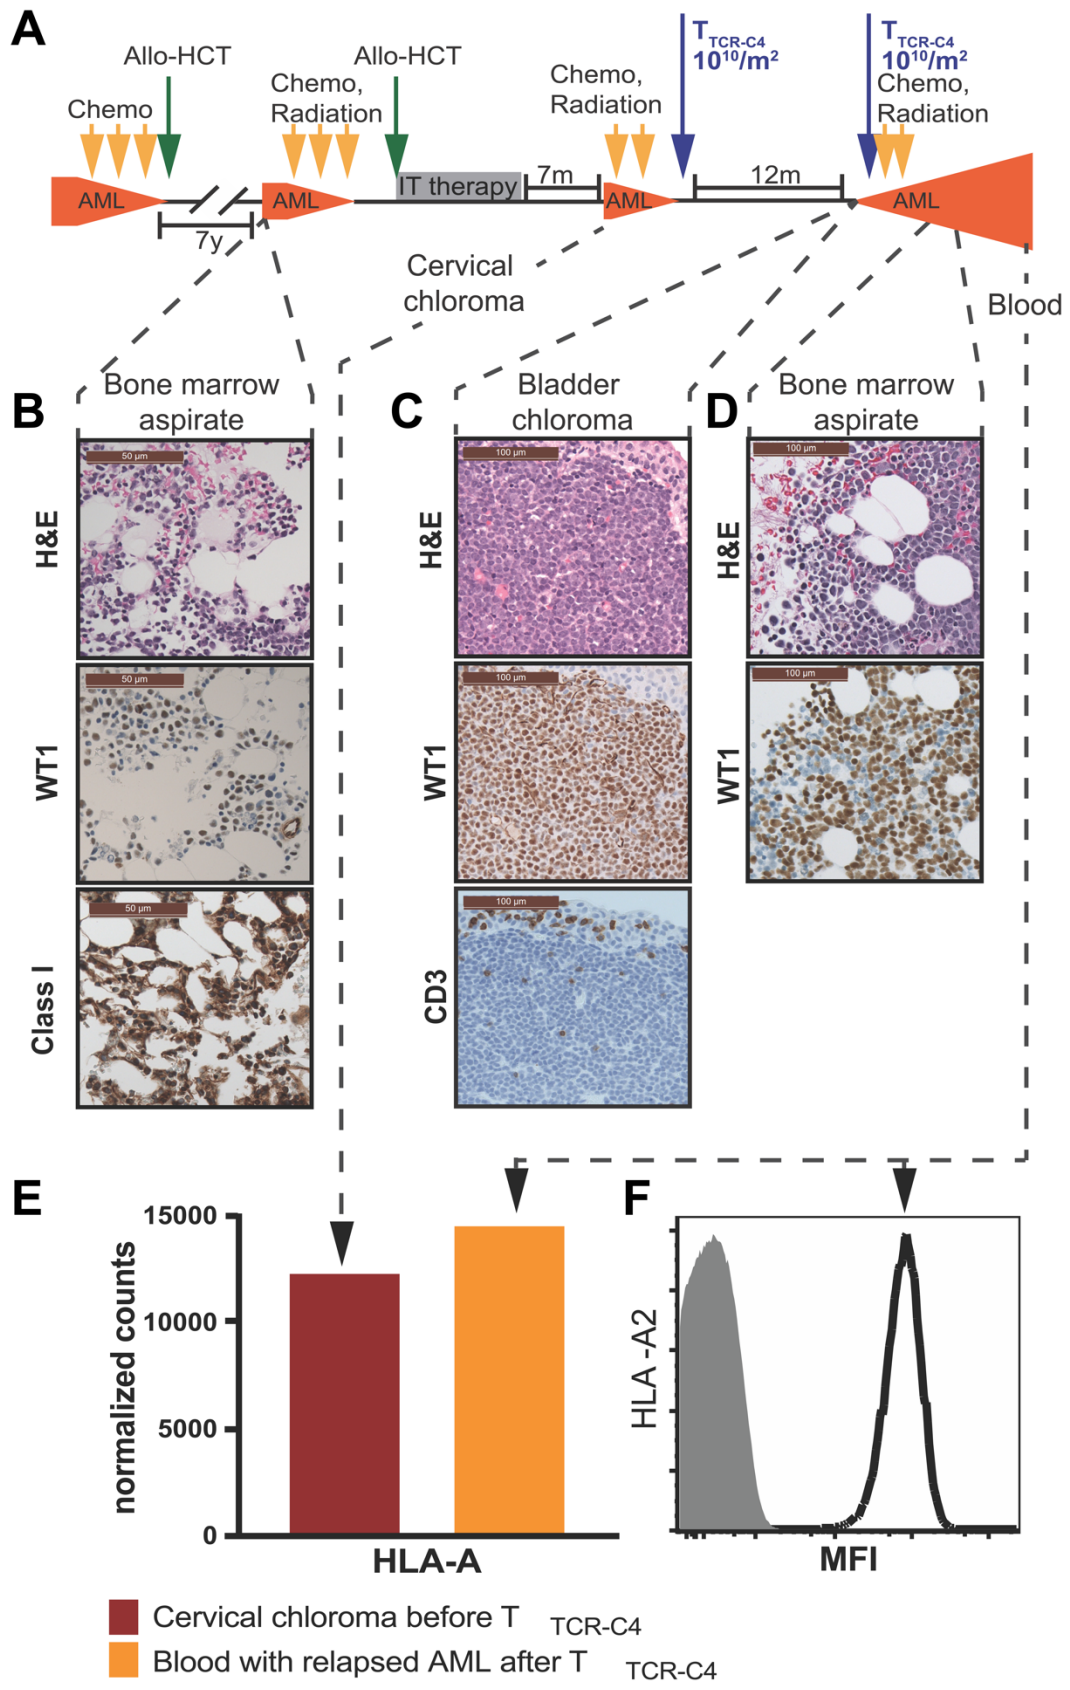 A
Allo-HCT
Allo-HCT
T TCR-C4
10¹⁰/m²
T TCR-C4
10¹⁰/m²
Chemo
Chemo,
Radiation
Chemo,
Radiation
Chemo,
Radiation
AML
AML
IT therapy
7m
AML
12m
AML
7y
Cervical
chloroma
Blood
B
Bone marrow
aspirate
C
Bladder
chloroma
D
Bone marrow
aspirate
H&E
50 µm
H&E
100 µm
H&E
100 µm
WT1
50 µm
WT1
100 µm
WT1
100 µm
Class I
50 µm
CD3
100 µm
E
normalized counts
15000
10000
5000
0
HLA-A
F
HLA -A2
MFI
Cervical chloroma before T TCR-C4
Blood with relapsed AML after T TCR-C4